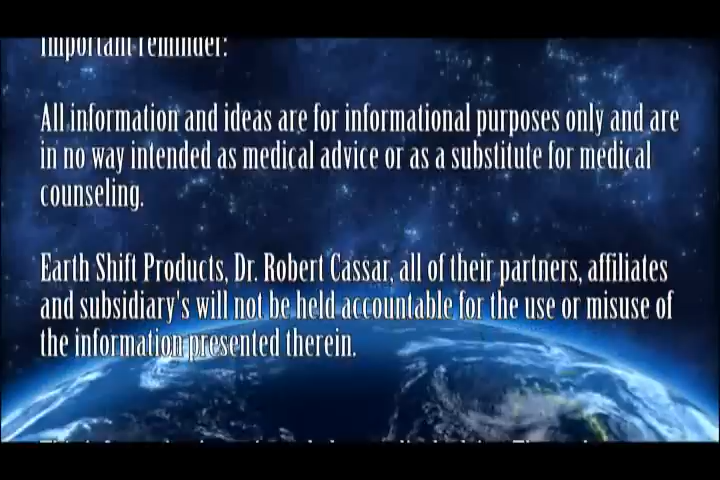 Important reminder:
All information and ideas are for informational purposes only and are
in no way intended as medical advice or as a substitute for medical
counseling.
Earth Shift Products, Dr. Robert Cassar, all of their partners, affiliates
and subsidiary's will not be held accountable for the use or misuse of
the information presented therein.